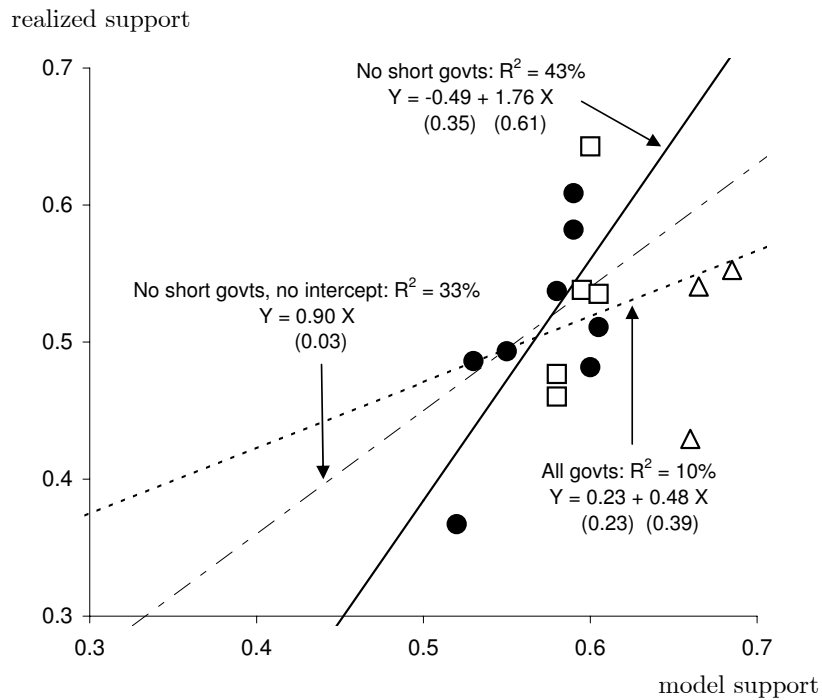 realized support
0.7
No short govts: R² = 43%
Y = -0.49 + 1.76 X
(0.35) (0.61)
0.6
No short govts, no intercept: R² = 33%
Y = 0.90 X
(0.03)
0.5
0.4
All govts: R² = 10%
Y = 0.23 + 0.48 X
(0.23) (0.39)
0.3
0.3 0.4 0.5 0.6 0.7
model support